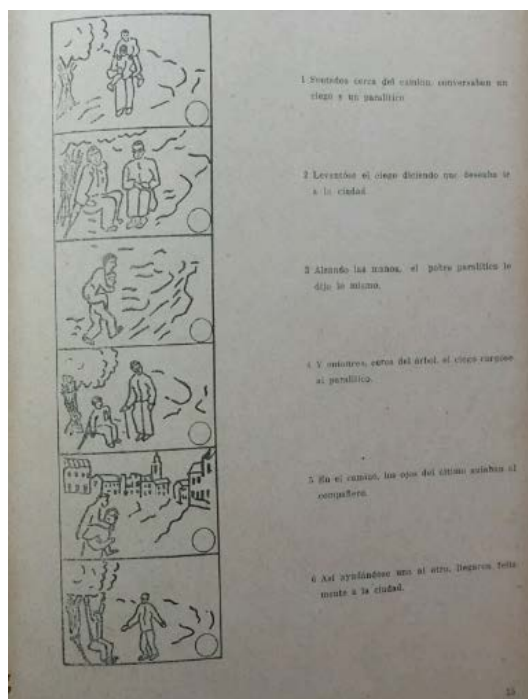 1 Sentados cerca del camino, conversaban un
ciego y un paralítico
2 Levantóse el ciego diciendo que deseaba ir
a la ciudad.
3 Alzando las manos, el pobre paralítico le
dijo lo mismo.
4 Y entonces, cerca del árbol, el ciego cargóse
al paralítico.
5 En el camino, los ojos del último guiaban al
compañero.
6 Así ayudándose uno al otro, llegaron feliz
mente a la ciudad.